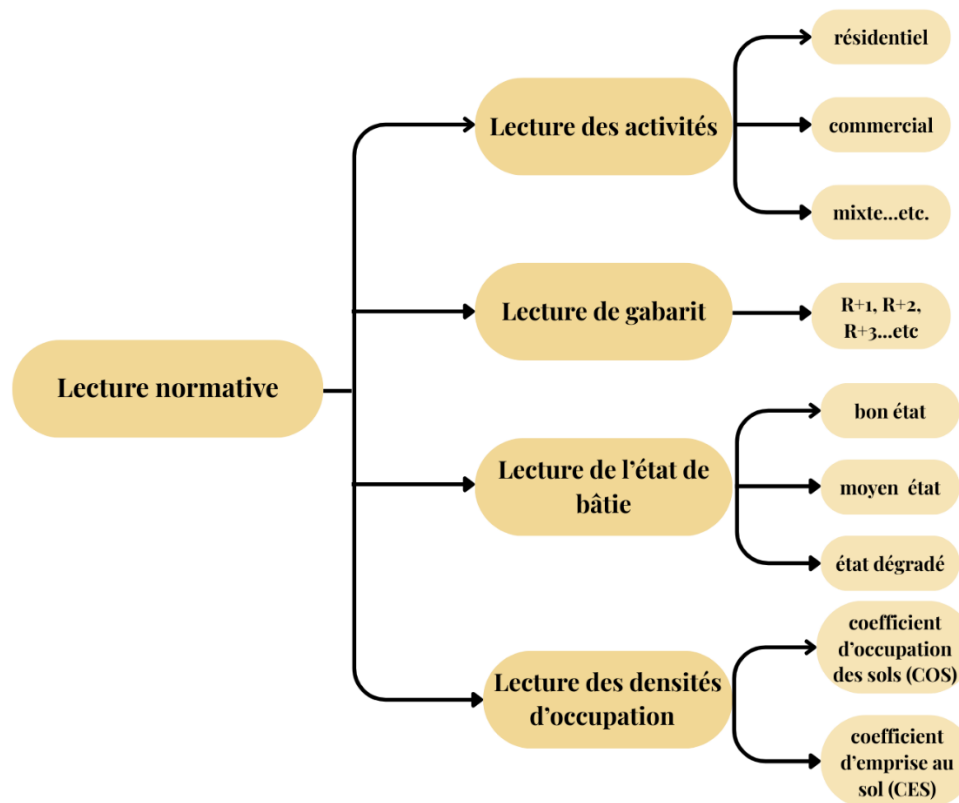 Lecture normative
Lecture des activités
résidentiel
commercial
mixte...etc.
Lecture de gabarit
R+1, R+2,
R+3...etc
Lecture de l’état de
bâtie
bon état
moyen état
état dégradé
Lecture des densités
d’occupation
coefficient
d’occupation
des sols (COS)
coefficient
d’emprise au
sol (CES)